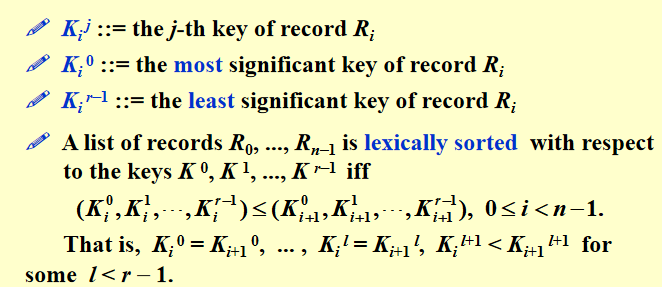 K_i^j ::= the j-th key of record R_i
K_i^0 ::= the most significant key of record R_i
K_i^{r–1} ::= the least significant key of record R_i
A list of records R_0, ..., R_{n–1} is lexically sorted with respect
to the keys K^0, K^1, ..., K^{r–1} iff
(K_i^0, K_i^1, ⋯, K_i^{r–1}) ≤ (K_{i+1}^0, K_{i+1}^1, ⋯, K_{i+1}^{r–1}), 0 ≤ i < n–1.
That is, K_i^0 = K_{i+1}^0, ... , K_i^l = K_{i+1}^l, K_i^{l+1} < K_{i+1}^{l+1} for
some l < r – 1.